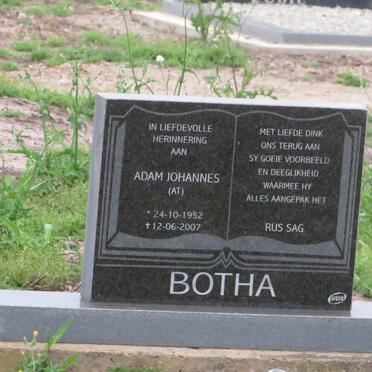 IN LIEFDEVOLLE
HERINNERING
AAN
ADAM JOHANNES
(AT)
* 24-10-1952
✝ 12-06-2007
MET LIEFDE DINK
ONS TERUG AAN
SY GOEIE VOORBEELD
EN DEEGLIKHEID
WAARMEE HY
ALLES AANGEPAK HET
RUS SAG
BOTHA